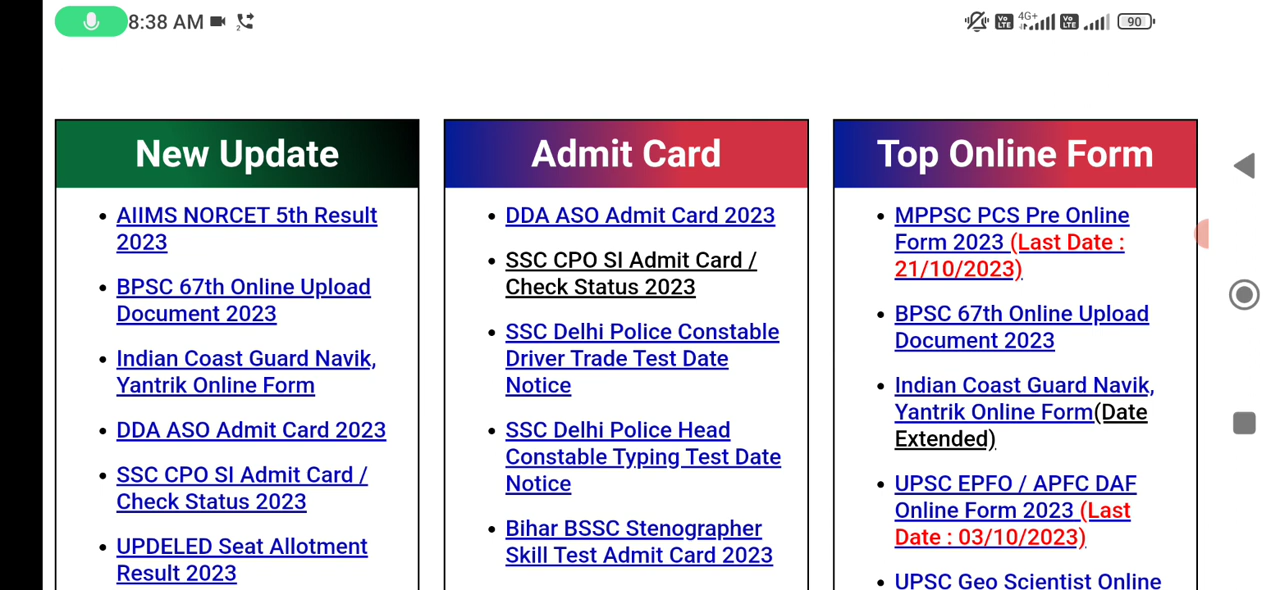 8:38 AM
2
Vo LTE
4G+
Vo LTE
90
New Update
AIIMS NORCET 5th Result
2023
BPSC 67th Online Upload
Document 2023
Indian Coast Guard Navik,
Yantrik Online Form
DDA ASO Admit Card 2023
SSC CPO SI Admit Card /
Check Status 2023
UPDELED Seat Allotment
Result 2023
Admit Card
DDA ASO Admit Card 2023
SSC CPO SI Admit Card /
Check Status 2023
SSC Delhi Police Constable
Driver Trade Test Date
Notice
SSC Delhi Police Head
Constable Typing Test Date
Notice
Bihar BSSC Stenographer
Skill Test Admit Card 2023
Top Online Form
MPPSC PCS Pre Online
Form 2023 (Last Date :
21/10/2023)
BPSC 67th Online Upload
Document 2023
Indian Coast Guard Navik,
Yantrik Online Form(Date
Extended)
UPSC EPFO / APFC DAF
Online Form 2023 (Last
Date : 03/10/2023)
UPSC Geo Scientist Online